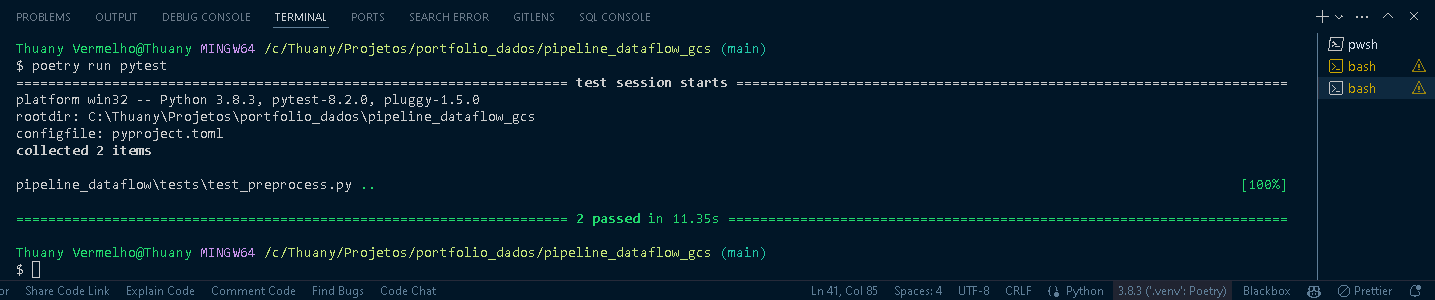 PROBLEMS OUTPUT DEBUG CONSOLE TERMINAL PORTS SEARCH ERROR GITLENS SQL CONSOLE
Thuany Vermelho@Thuany MINGW64 /c/Thuany/Projetos/portfolio_dados/pipeline_dataflow_gcs (main)
$ poetry run pytest
============================= test session starts =============================
platform win32 -- Python 3.8.3, pytest-8.2.0, pluggy-1.5.0
rootdir: C:\Thuany\Projetos\portfolio_dados\pipeline_dataflow_gcs
configfile: pyproject.toml
collected 2 items
pipeline_dataflow\tests\test_preprocess.py .. [100%]
============================= 2 passed in 11.35s =============================
Thuany Vermelho@Thuany MINGW64 /c/Thuany/Projetos/portfolio_dados/pipeline_dataflow_gcs (main)
$
pwsh
bash
bash
or Share Code Link Explain Code Comment Code Find Bugs Code Chat Ln 41, Col 85 Spaces: 4 UTF-8 CRLF Python 3.8.3 ('.venv': Poetry) Blackbox Prettier